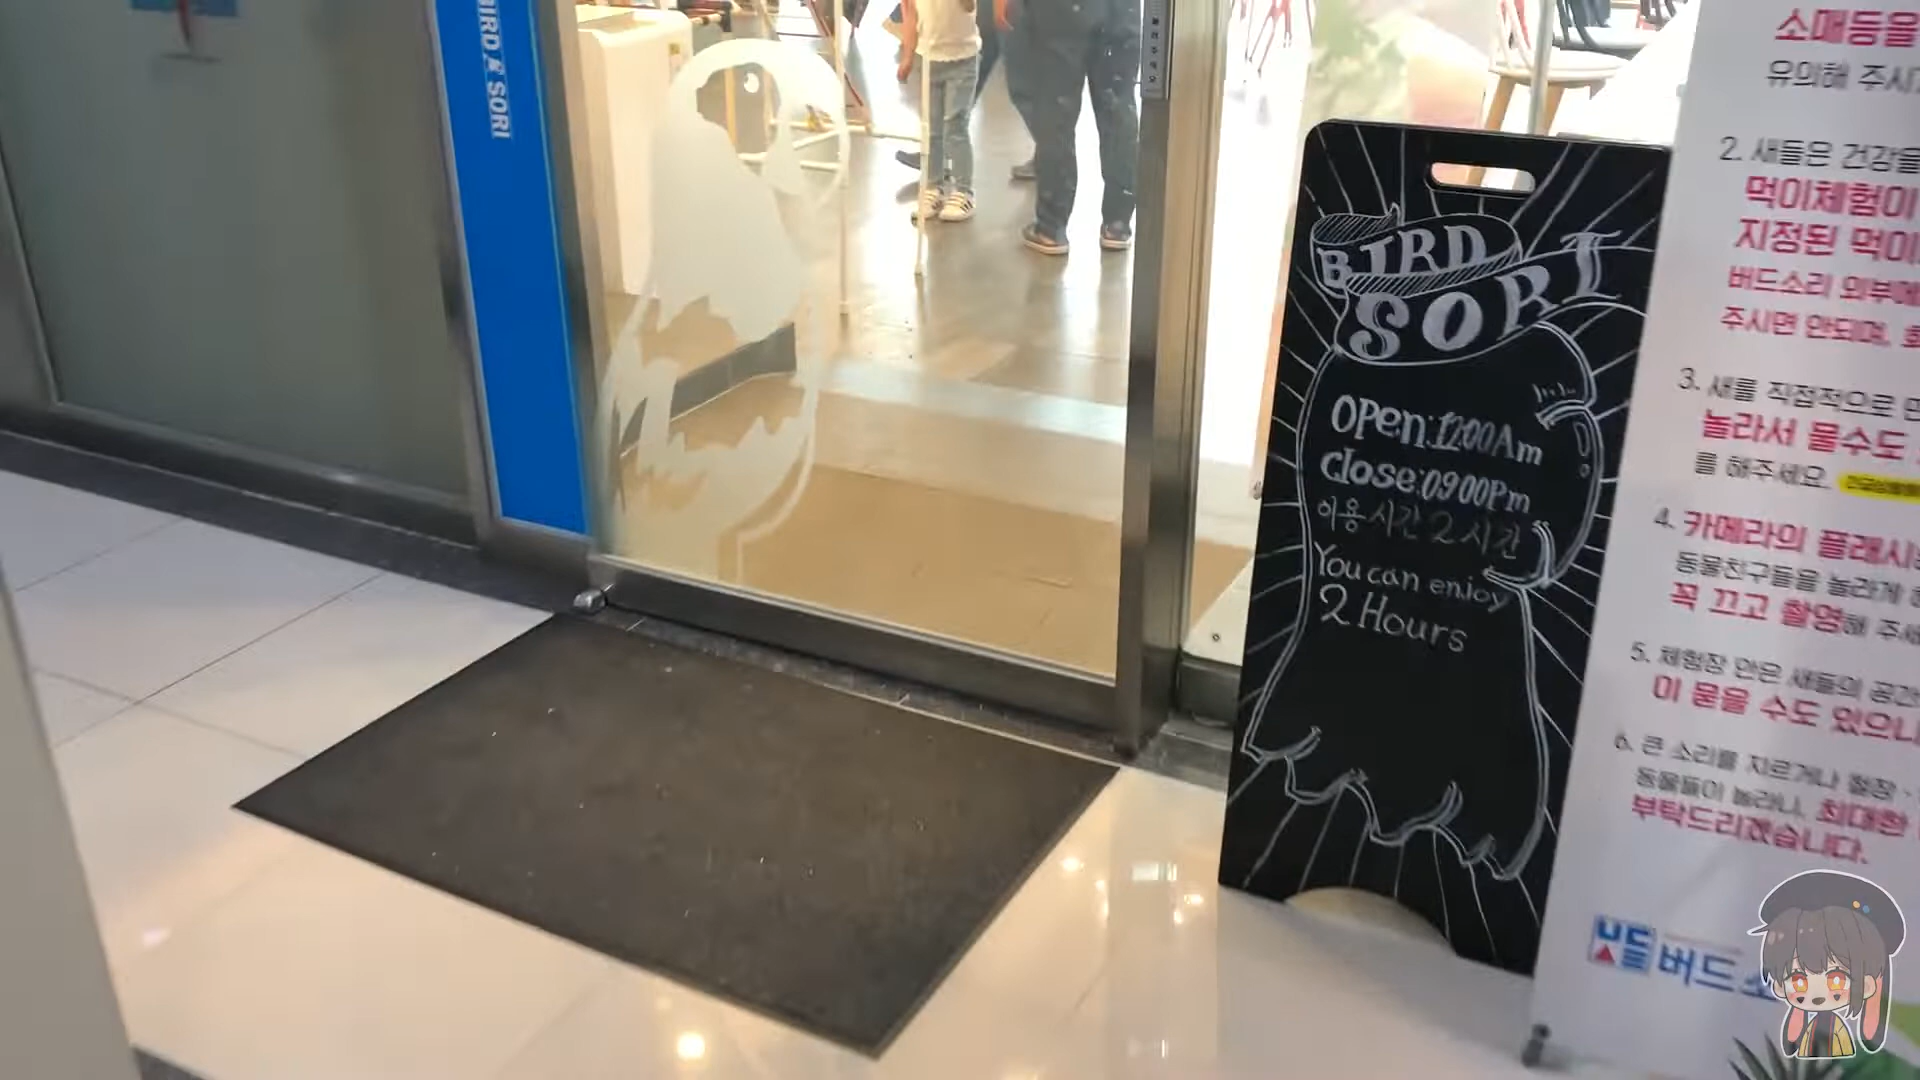 BIRD SORI
BIRD
SORI
Open:1200Am
Close:0900Pm
이용시간2시간
You can enjoy
2 Hours
소매등을
유의해 주시
2. 새들은 건강을
먹이체험이
지정된 먹이
버드소리 외부에
주시면 안되며,
3. 새를 직접적으로 만
놀라서 물수도
를 해주세요.
4. 카메라의 플래시
동물친구들을 놀라게
꼭 끄고 촬영해 주세
5. 체험장 안은 새들의 공간
이 묻을 수도 있으니
6. 큰 소리를 지르거나
동물들이 놀라니, 최대한
부탁드리겠습니다.
버드
버드소